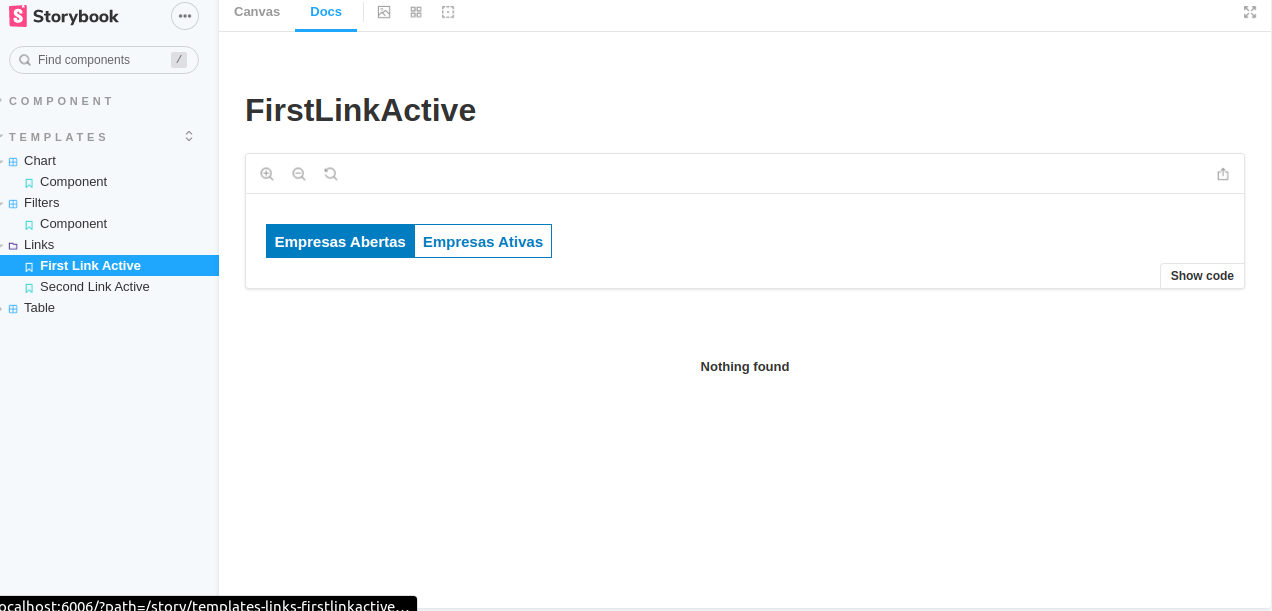 Storybook
Find components /
COMPONENT
TEMPLATES
Chart
Component
Filters
Component
Links
First Link Active
Second Link Active
Table
Canvas Docs
FirstLinkActive
Empresas Abertas Empresas Ativas
Show code
Nothing found
ocalhost:6006/?path=/story/templates-links-firstlinkactive…